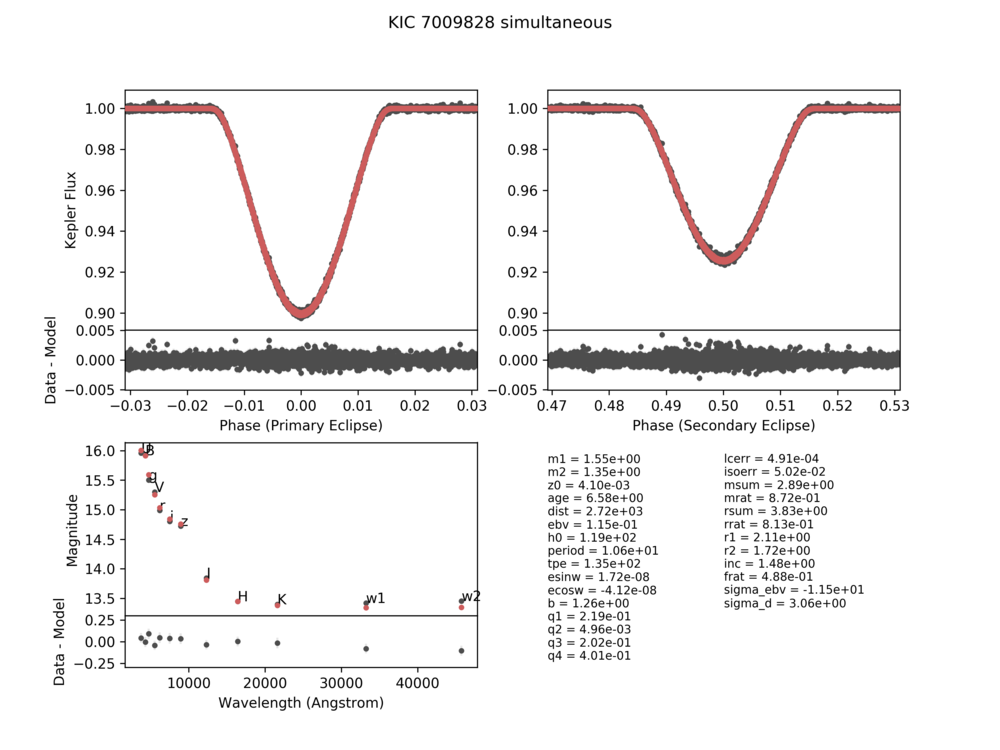 KIC 7009828 simultaneous
1.00
0.98
0.96
0.94
0.92
0.90
Kepler Flux
0.005
0.000
−0.005
Data - Model
−0.03 −0.02 −0.01 0.00 0.01 0.02 0.03
Phase (Primary Eclipse)
1.00
0.98
0.96
0.94
0.92
0.90
0.005
0.000
−0.005
0.47 0.48 0.49 0.50 0.51 0.52 0.53
Phase (Secondary Eclipse)
16.0
15.5
15.0
14.5
14.0
13.5
Magnitude
U B
g
V
r
i z
J
H K w1 w2
0.25
0.00
−0.25
Data - Model
10000 20000 30000 40000
Wavelength (Angstrom)
m1 = 1.55e+00
m2 = 1.35e+00
z0 = 4.10e-03
age = 6.58e+00
dist = 2.72e+03
ebv = 1.15e-01
h0 = 1.19e+02
period = 1.06e+01
tpe = 1.35e+02
esinw = 1.72e-08
ecosw = -4.12e-08
b = 1.26e+00
q1 = 2.19e-01
q2 = 4.96e-03
q3 = 2.02e-01
q4 = 4.01e-01
lcerr = 4.91e-04
isoerr = 5.02e-02
msum = 2.89e+00
mrat = 8.72e-01
rsum = 3.83e+00
rrat = 8.13e-01
r1 = 2.11e+00
r2 = 1.72e+00
inc = 1.48e+00
frat = 4.88e-01
sigma_ebv = -1.15e+01
sigma_d = 3.06e+00